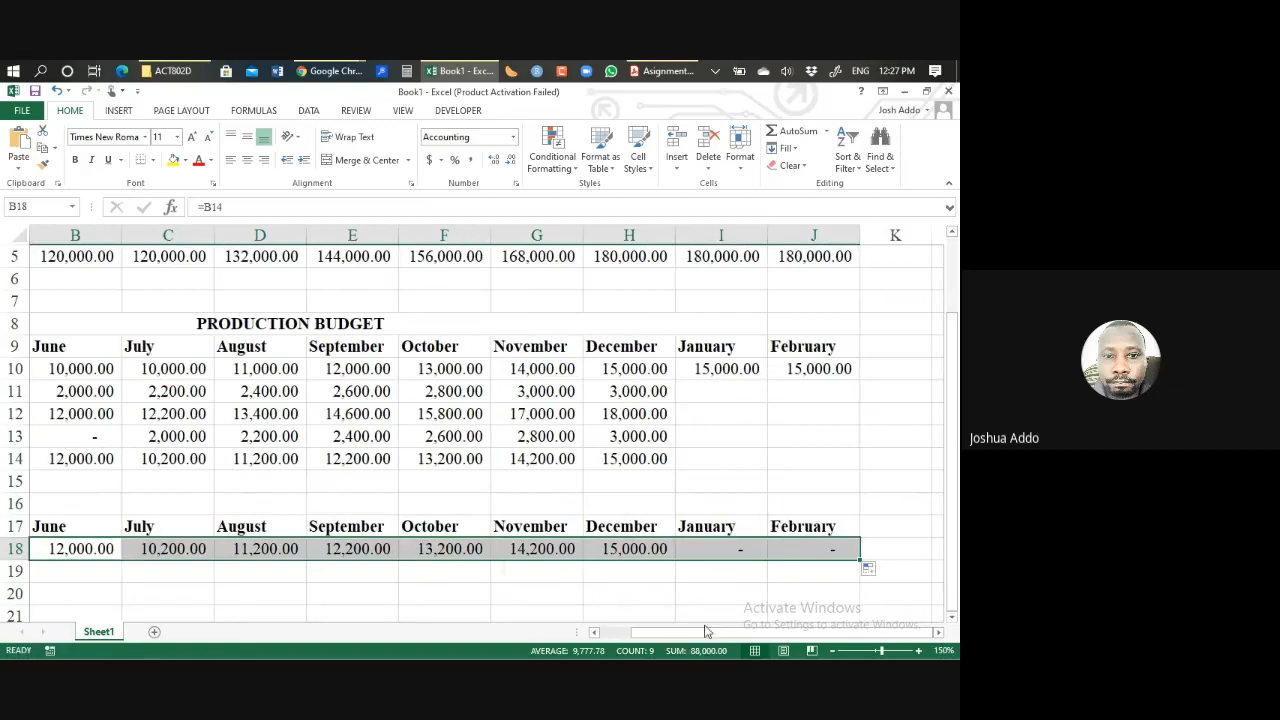 ACT802D
Google Chr...
Book1 - Exc...
Asignment...
ENG 12:27 PM
Book1 - Excel (Product Activation Failed)
FILE HOME INSERT PAGE LAYOUT FORMULAS DATA REVIEW VIEW DEVELOPER Josh Addo
Times New Roma 11 Wrap Text Accounting AutoSum
Paste B I U Merge & Center $ % Conditional Formatting Format as Table Cell Styles Insert Delete Format Fill Clear Sort & Filter Find & Select
Clipboard Font Alignment Number Styles Cells Editing
B18 fx =B14
B C D E F G H I J K
5 120,000.00 120,000.00 132,000.00 144,000.00 156,000.00 168,000.00 180,000.00 180,000.00 180,000.00
6
7
8 PRODUCTION BUDGET
9 June July August September October November December January February
10 10,000.00 10,000.00 11,000.00 12,000.00 13,000.00 14,000.00 15,000.00 15,000.00 15,000.00
11 2,000.00 2,200.00 2,400.00 2,600.00 2,800.00 3,000.00 3,000.00
12 12,000.00 12,200.00 13,400.00 14,600.00 15,800.00 17,000.00 18,000.00
13 - 2,000.00 2,200.00 2,400.00 2,600.00 2,800.00 3,000.00
14 12,000.00 10,200.00 11,200.00 12,200.00 13,200.00 14,200.00 15,000.00
15
16
17 June July August September October November December January February
18 12,000.00 10,200.00 11,200.00 12,200.00 13,200.00 14,200.00 15,000.00 - -
19
20
21
Activate Windows
Go to Settings to activate Windows.
Sheet1
READY AVERAGE: 9,777.78 COUNT: 9 SUM: 88,000.00 150%
Joshua Addo